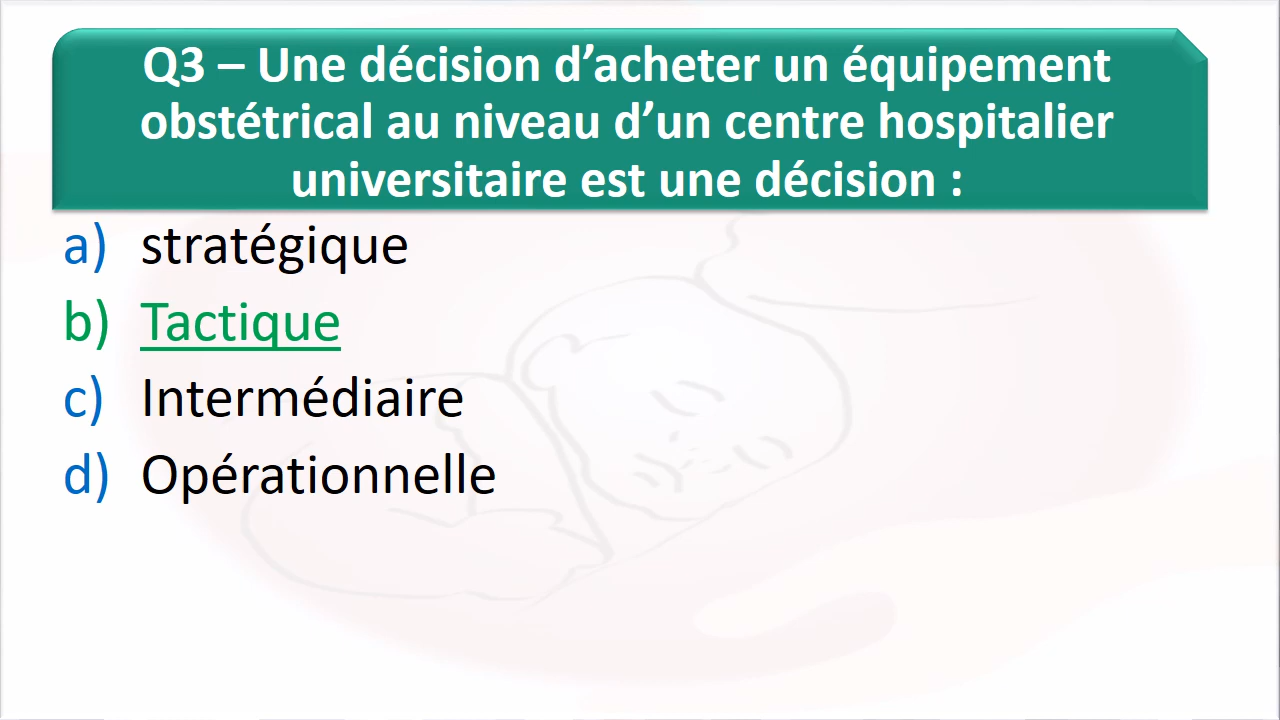 Q3 – Une décision d’acheter un équipement
obstétrical au niveau d’un centre hospitalier
universitaire est une décision :
a) stratégique
b) Tactique
c) Intermédiaire
d) Opérationnelle